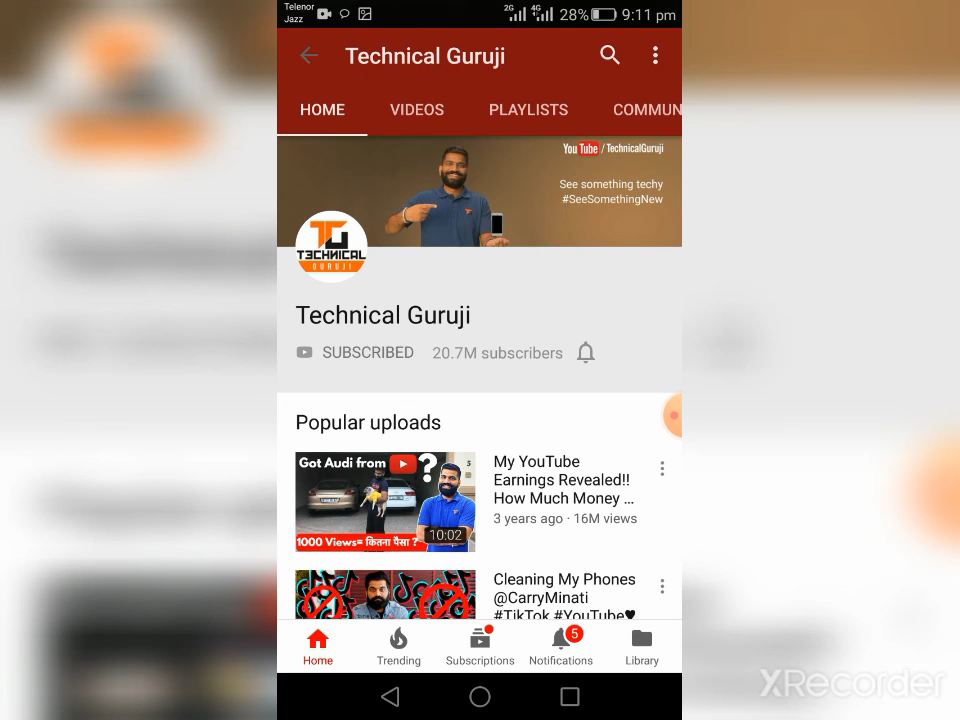 Telenor
Jazz
2G
4G
28%
9:11 pm
Technical Guruji
HOME
VIDEOS
PLAYLISTS
COMMUN
You Tube / TechnicalGuruji
See something techy
#SeeSomethingNew
TG
T3CHNICAL
GURUJI
Technical Guruji
SUBSCRIBED
20.7M subscribers
Popular uploads
Got Audi from ?
1000 Views= कितना पैसा ?
10:02
My YouTube
Earnings Revealed!!
How Much Money ...
3 years ago · 16M views
Cleaning My Phones
@CarryMinati
#TikTok #YouTube♥
Home
Trending
Subscriptions
5
Notifications
Library
XRecorder